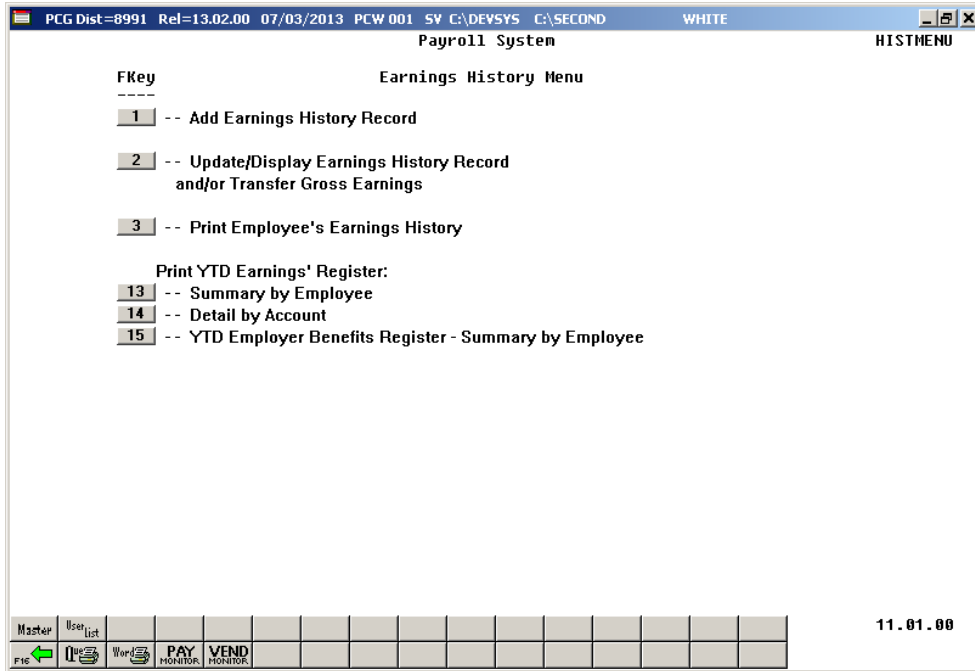 PCG Dist=8991 Rel=13.02.00 07/03/2013 PCW 001 SV C:\DEVSYS C:\SECOND WHITE
Payroll System HISTMENU
FKey Earnings History Menu
----
1 -- Add Earnings History Record
2 -- Update/Display Earnings History Record
and/or Transfer Gross Earnings
3 -- Print Employee's Earnings History
Print YTD Earnings' Register:
13 -- Summary by Employee
14 -- Detail by Account
15 -- YTD Employer Benefits Register - Summary by Employee
Master User List 11.01.00
F16 Que Word PAY MONITOR VEND MONITOR